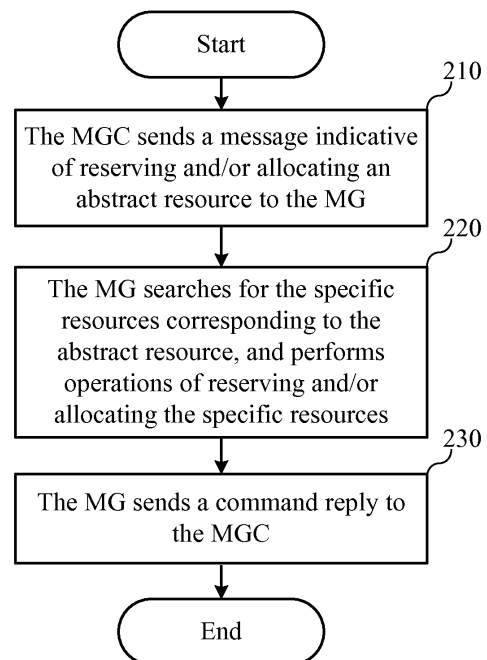 Start
210
The MGC sends a message indicative
of reserving and/or allocating an
abstract resource to the MG
220
The MG searches for the specific
resources corresponding to the
abstract resource, and performs
operations of reserving and/or
allocating the specific resources
230
The MG sends a command reply to
the MGC
End